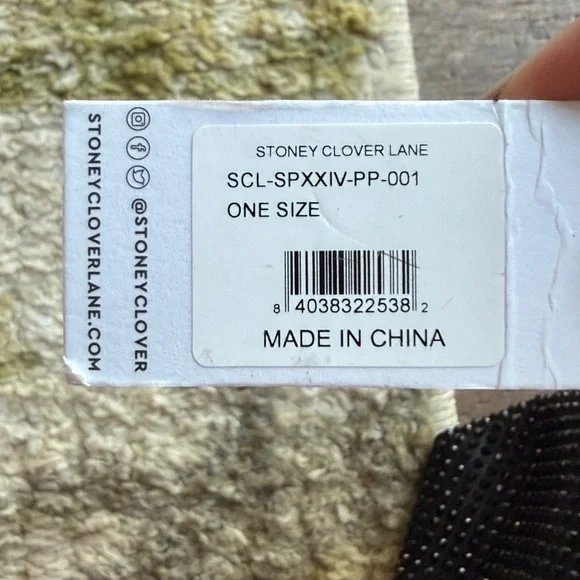 STONEY CLOVER LANE
SCL-SPXXIV-PP-001
ONE SIZE
8 4038322538 2
MADE IN CHINA
@STONEYCLOVER
STONEYCLOVERLANE.COM